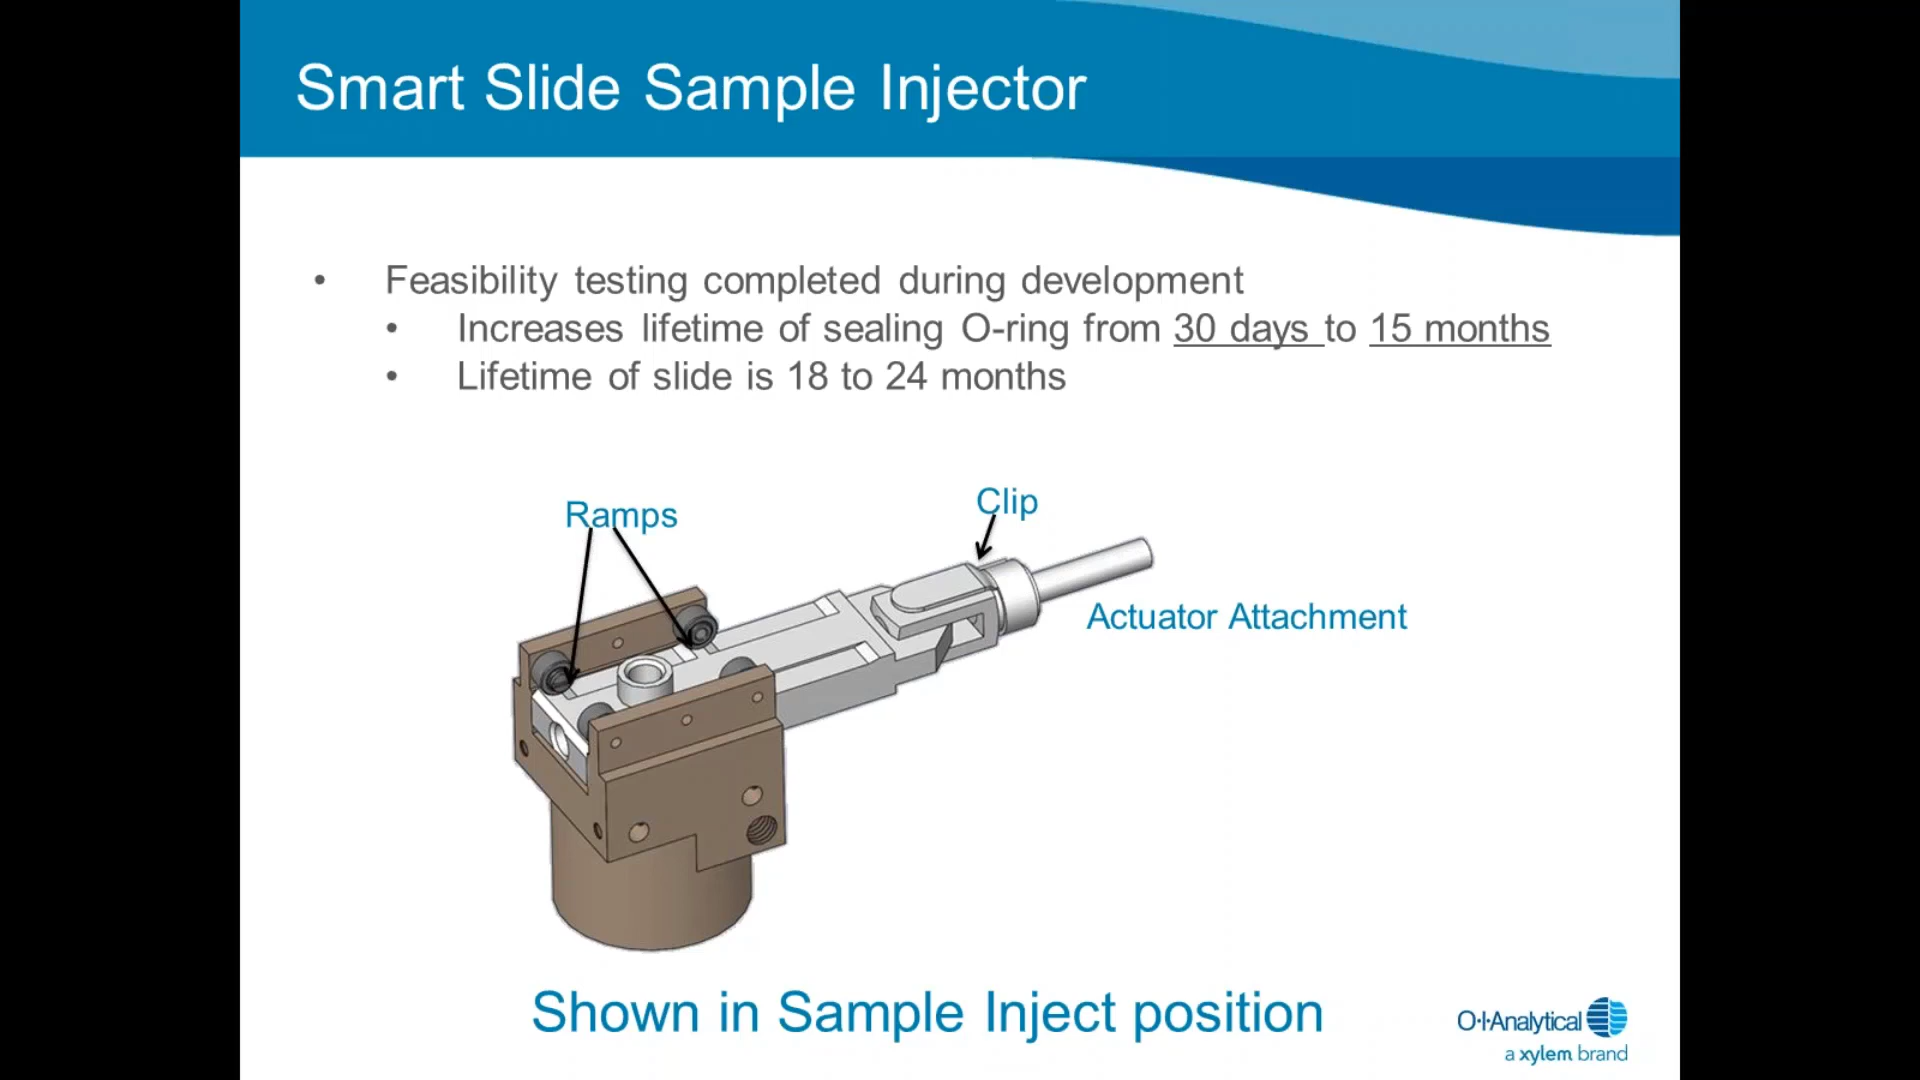 Smart Slide Sample Injector
• Feasibility testing completed during development
• Increases lifetime of sealing O-ring from 30 days to 15 months
• Lifetime of slide is 18 to 24 months
Ramps
Clip
Actuator Attachment
Shown in Sample Inject position
O·I·Analytical
a xylem brand